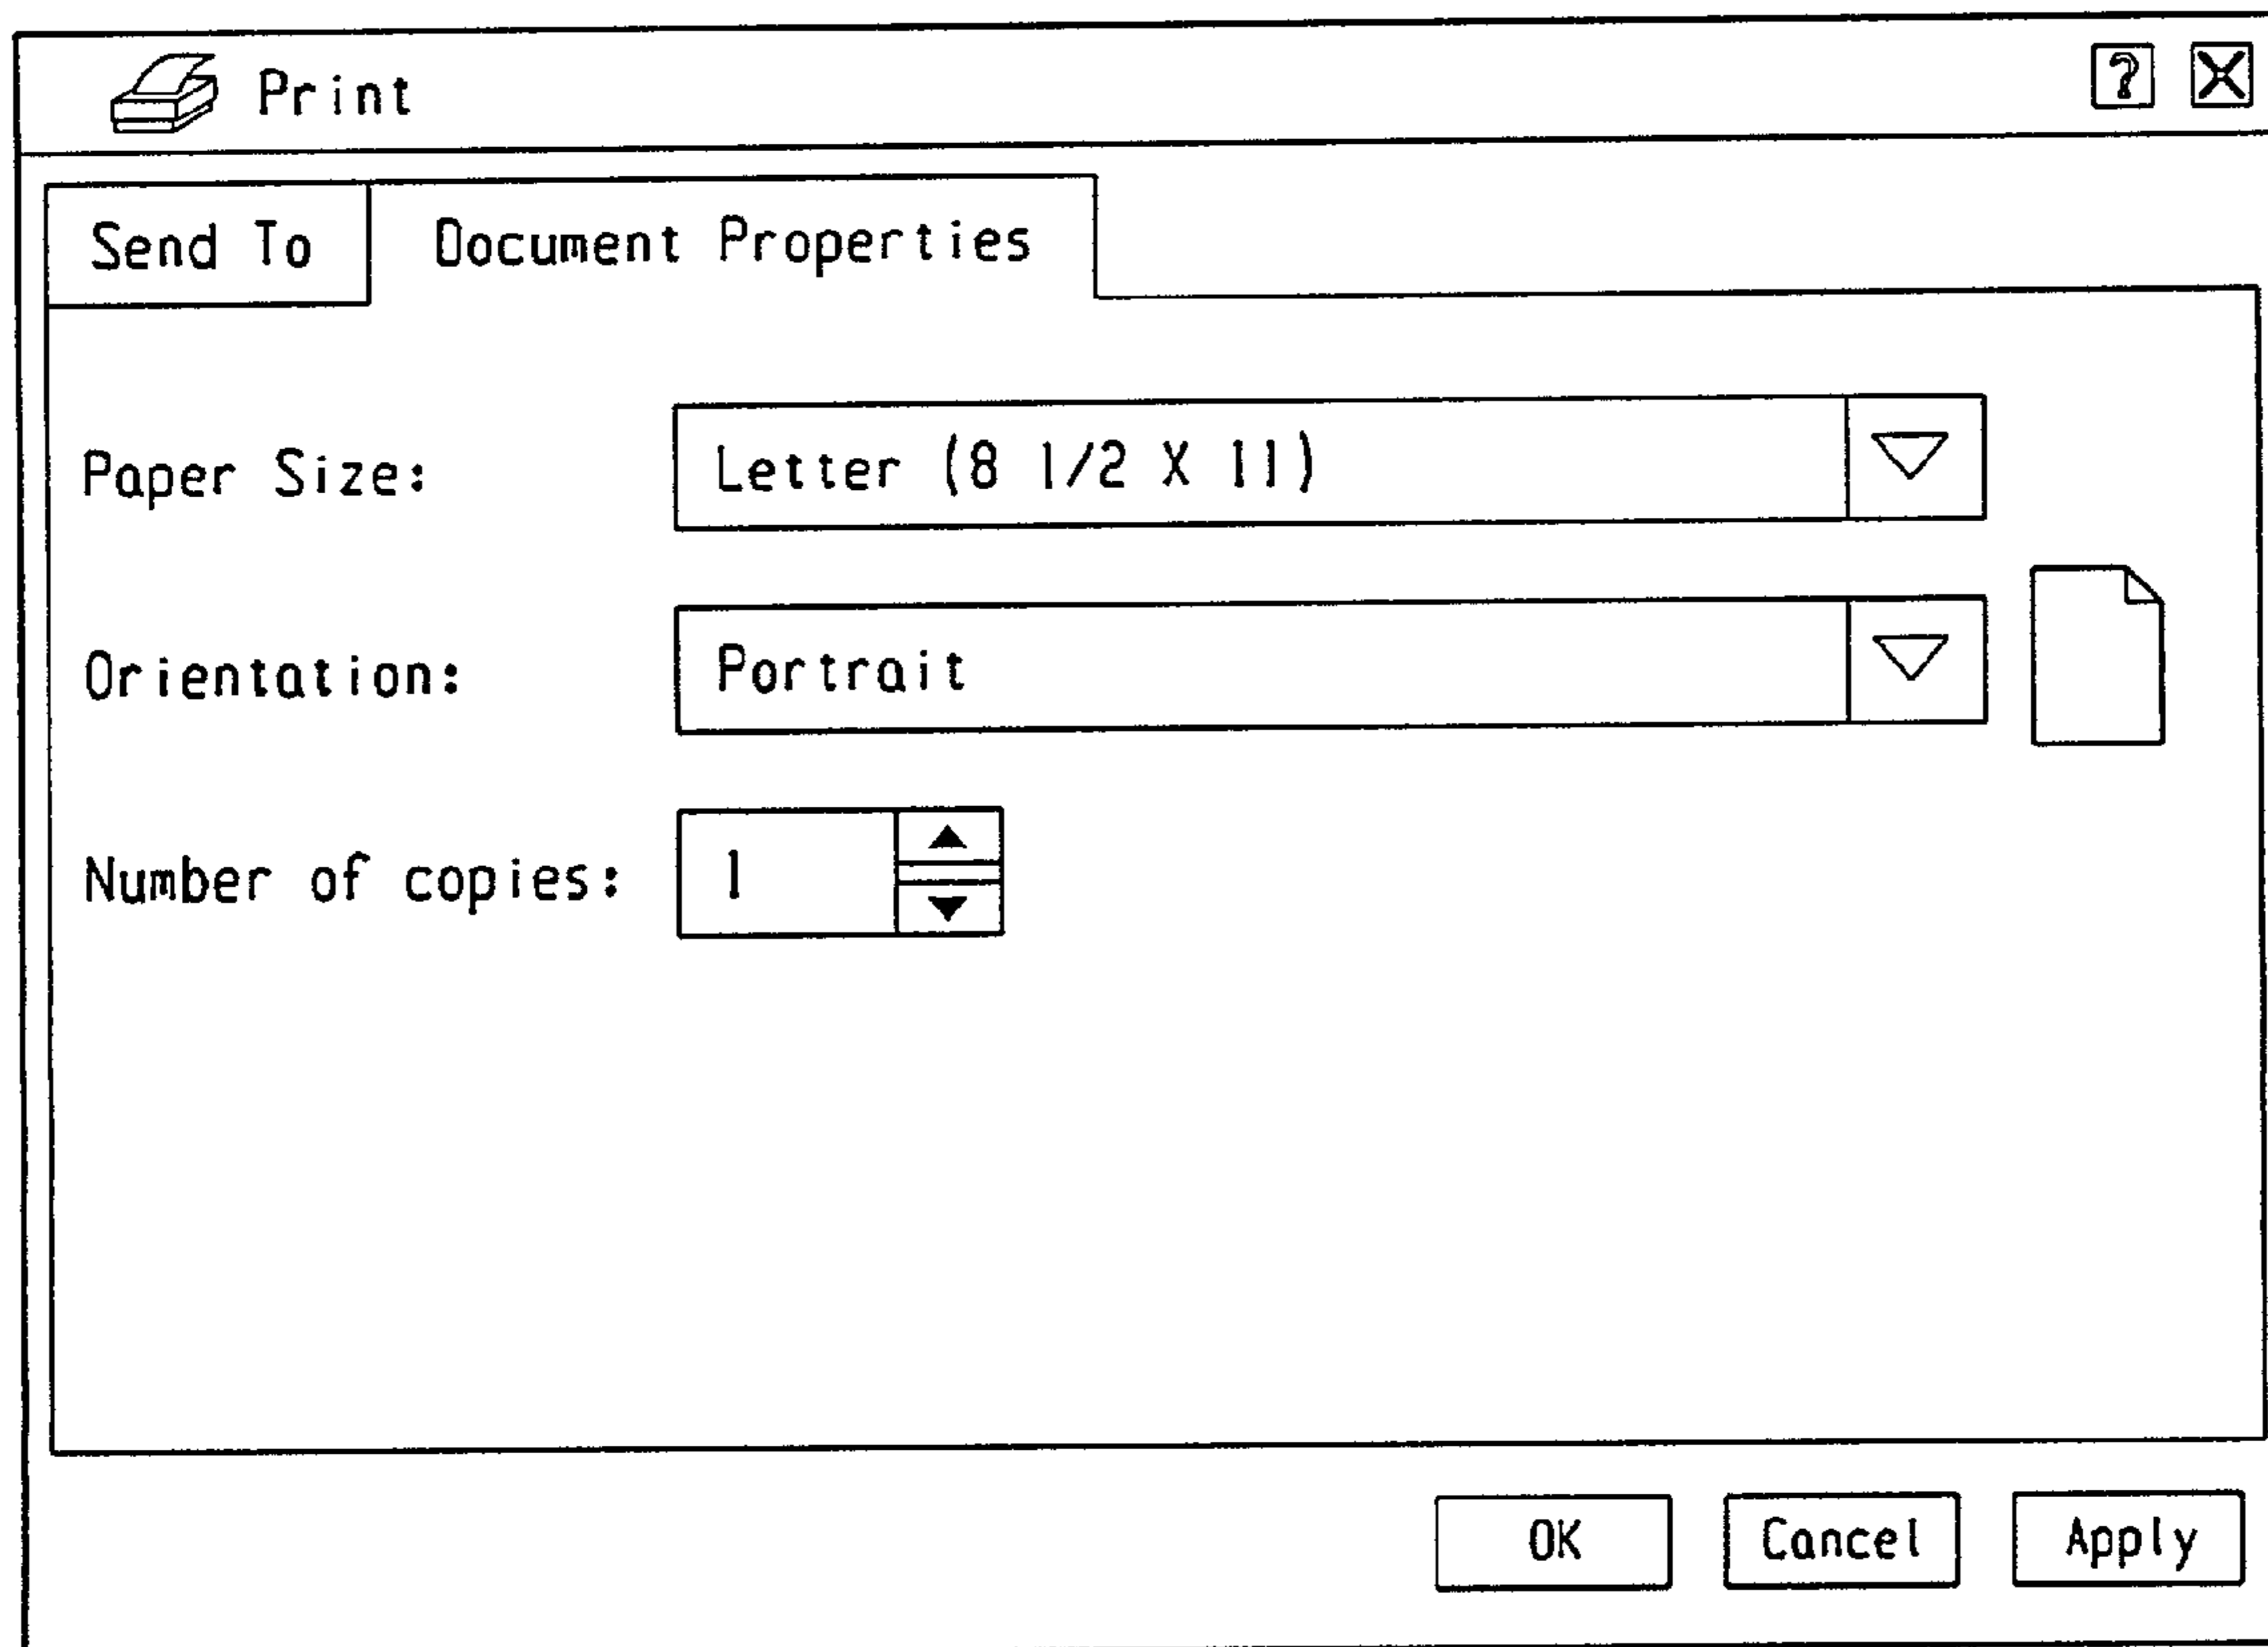 Print ?
Send To Document Properties
Paper Size: Letter (8 1/2 X 11)
Orientation: Portrait
Number of copies: 1
OK Cancel Apply